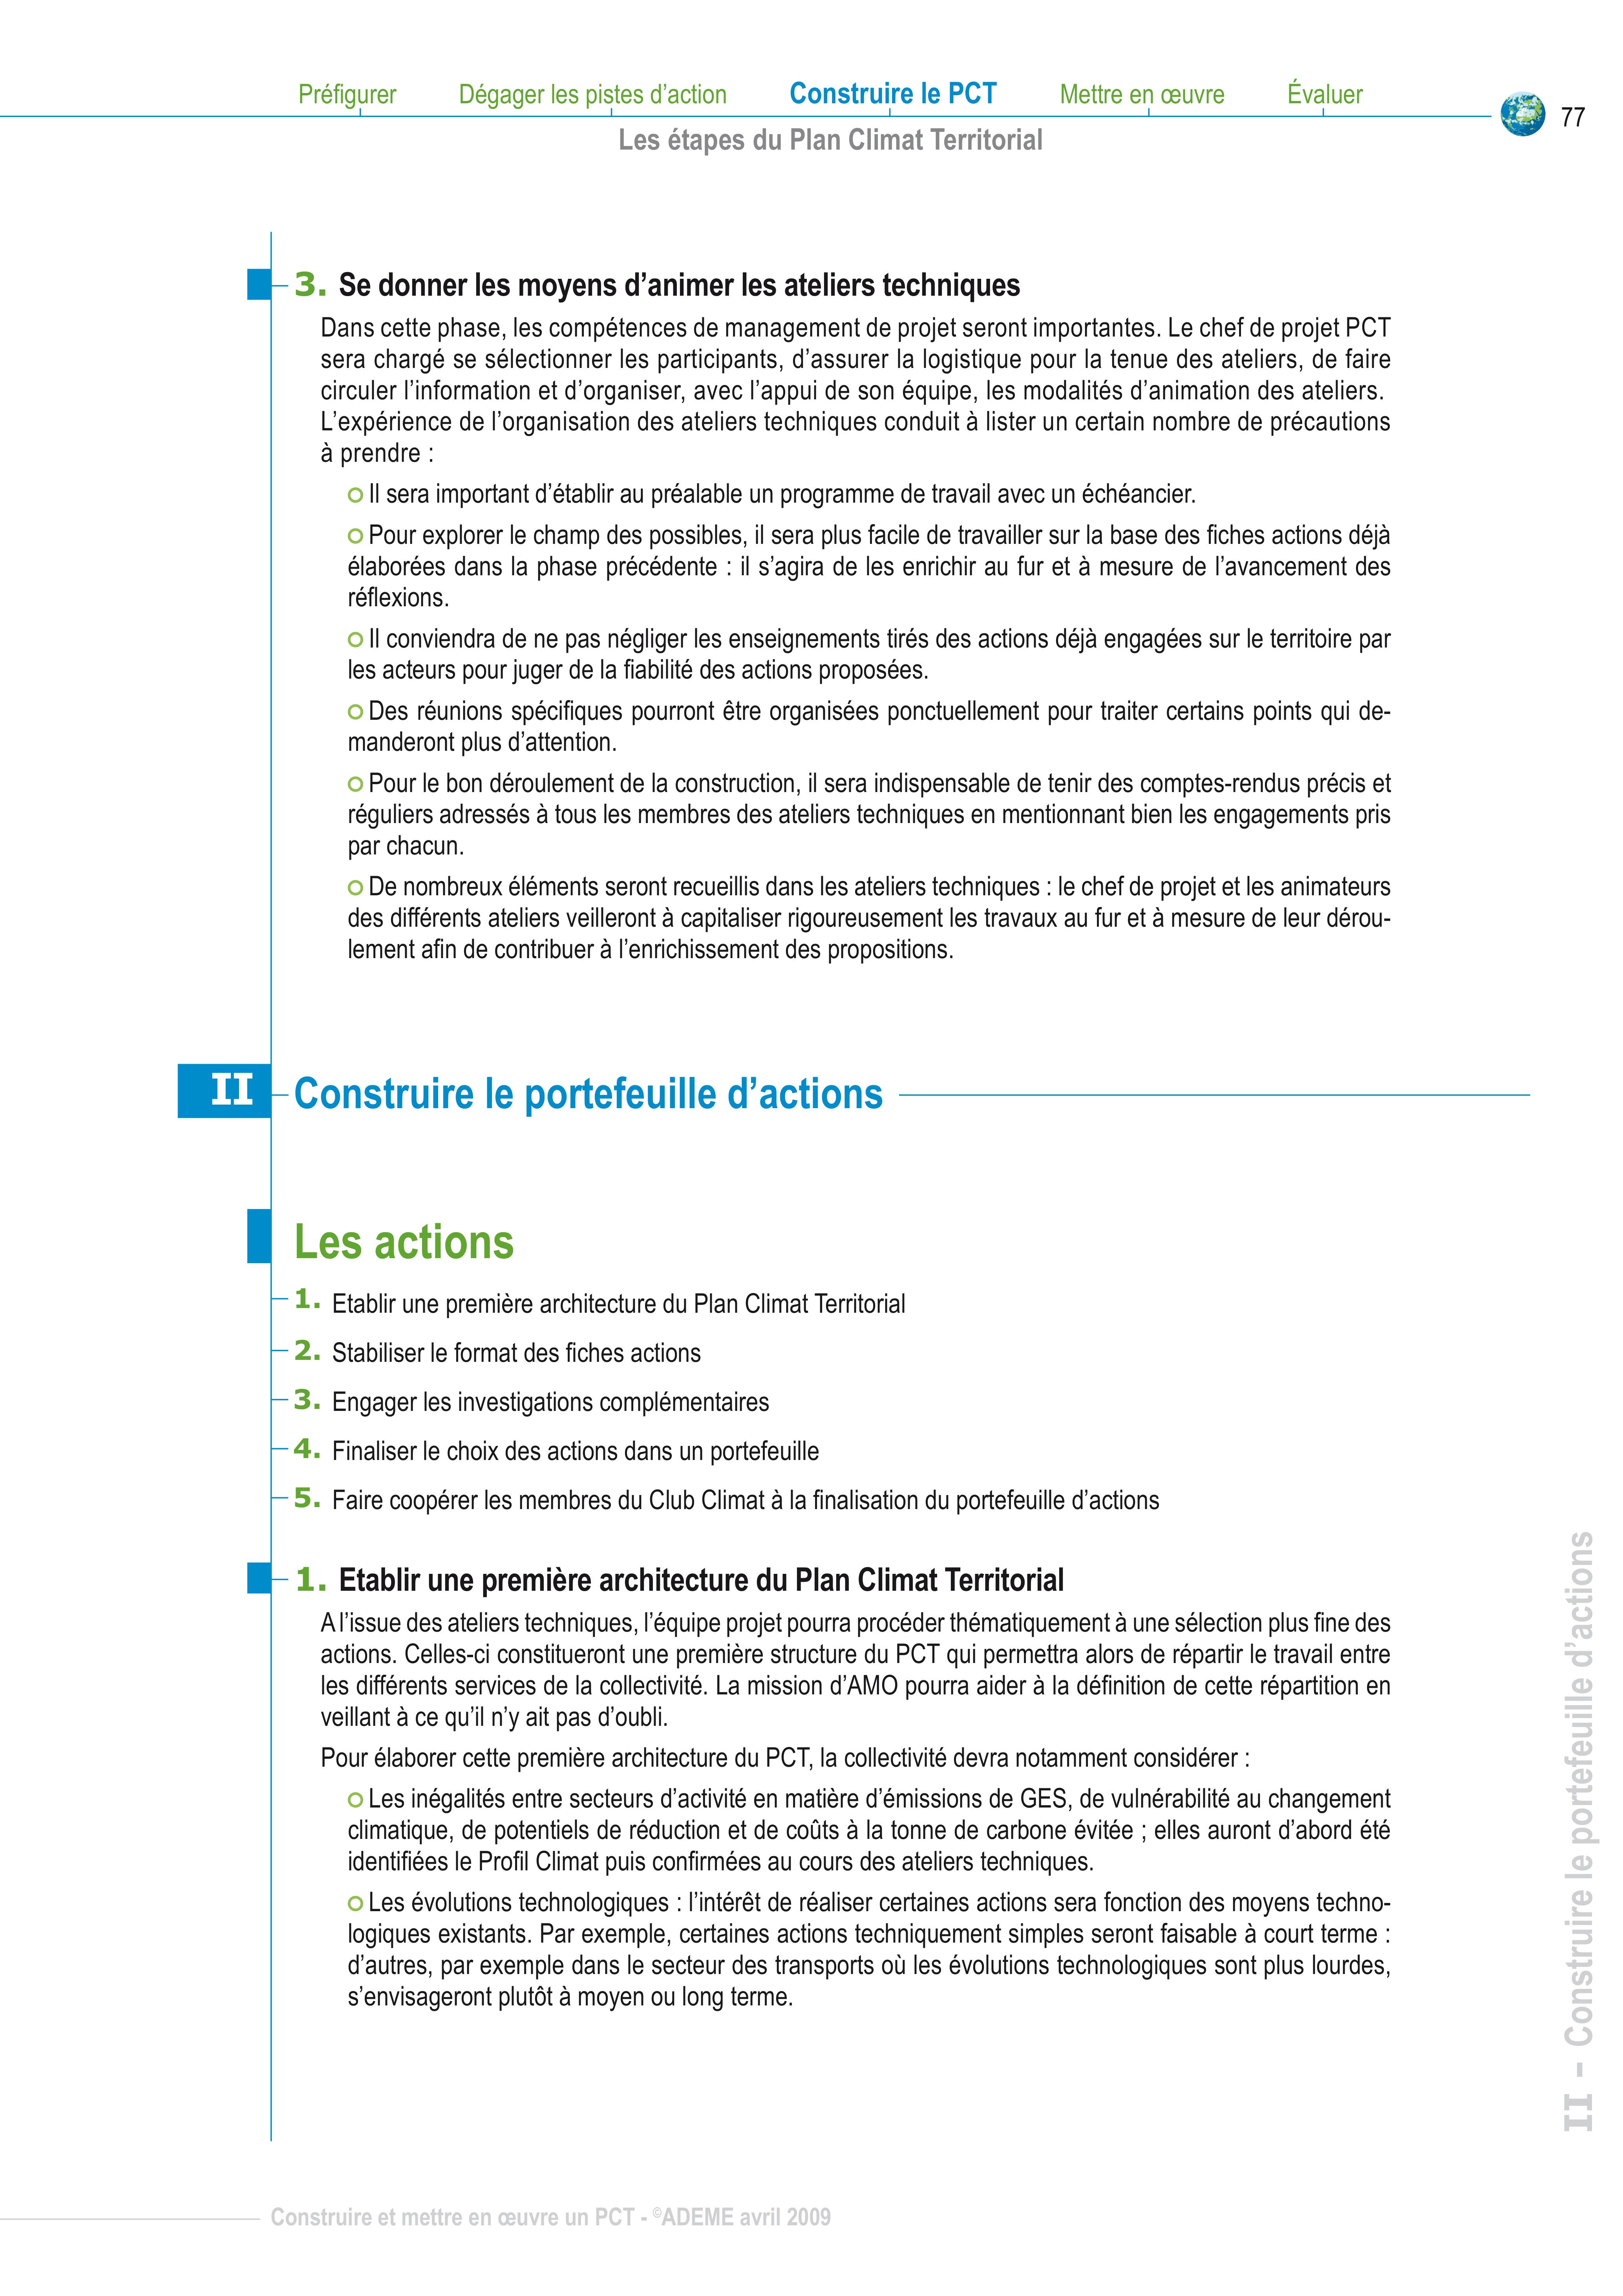 Préfigurer Dégager les pistes d’action Construire le PCT Mettre en œuvre Évaluer
77
Les étapes du Plan Climat Territorial
3. Se donner les moyens d’animer les ateliers techniques
Dans cette phase, les compétences de management de projet seront importantes. Le chef de projet PCT
sera chargé se sélectionner les participants, d’assurer la logistique pour la tenue des ateliers, de faire
circuler l’information et d’organiser, avec l’appui de son équipe, les modalités d’animation des ateliers.
L’expérience de l’organisation des ateliers techniques conduit à lister un certain nombre de précautions
à prendre :
Il sera important d’établir au préalable un programme de travail avec un échéancier.
Pour explorer le champ des possibles, il sera plus facile de travailler sur la base des fiches actions déjà
élaborées dans la phase précédente : il s’agira de les enrichir au fur et à mesure de l’avancement des
réflexions.
Il conviendra de ne pas négliger les enseignements tirés des actions déjà engagées sur le territoire par
les acteurs pour juger de la fiabilité des actions proposées.
Des réunions spécifiques pourront être organisées ponctuellement pour traiter certains points qui de-
manderont plus d’attention.
Pour le bon déroulement de la construction, il sera indispensable de tenir des comptes-rendus précis et
réguliers adressés à tous les membres des ateliers techniques en mentionnant bien les engagements pris
par chacun.
De nombreux éléments seront recueillis dans les ateliers techniques : le chef de projet et les animateurs
des différents ateliers veilleront à capitaliser rigoureusement les travaux au fur et à mesure de leur dérou-
lement afin de contribuer à l’enrichissement des propositions.
II Construire le portefeuille d’actions
Les actions
1. Etablir une première architecture du Plan Climat Territorial
2. Stabiliser le format des fiches actions
3. Engager les investigations complémentaires
4. Finaliser le choix des actions dans un portefeuille
5. Faire coopérer les membres du Club Climat à la finalisation du portefeuille d’actions
1. Etablir une première architecture du Plan Climat Territorial
A l’issue des ateliers techniques, l’équipe projet pourra procéder thématiquement à une sélection plus fine des
actions. Celles-ci constitueront une première structure du PCT qui permettra alors de répartir le travail entre
les différents services de la collectivité. La mission d’AMO pourra aider à la définition de cette répartition en
veillant à ce qu’il n’y ait pas d’oubli.
Pour élaborer cette première architecture du PCT, la collectivité devra notamment considérer :
Les inégalités entre secteurs d’activité en matière d’émissions de GES, de vulnérabilité au changement
climatique, de potentiels de réduction et de coûts à la tonne de carbone évitée ; elles auront d’abord été
identifiées le Profil Climat puis confirmées au cours des ateliers techniques.
Les évolutions technologiques : l’intérêt de réaliser certaines actions sera fonction des moyens techno-
logiques existants. Par exemple, certaines actions techniquement simples seront faisable à court terme :
d’autres, par exemple dans le secteur des transports où les évolutions technologiques sont plus lourdes,
s’envisageront plutôt à moyen ou long terme.
II - Construire le portefeuille d’actions
Construire et mettre en œuvre un PCT - ©ADEME avril 2009